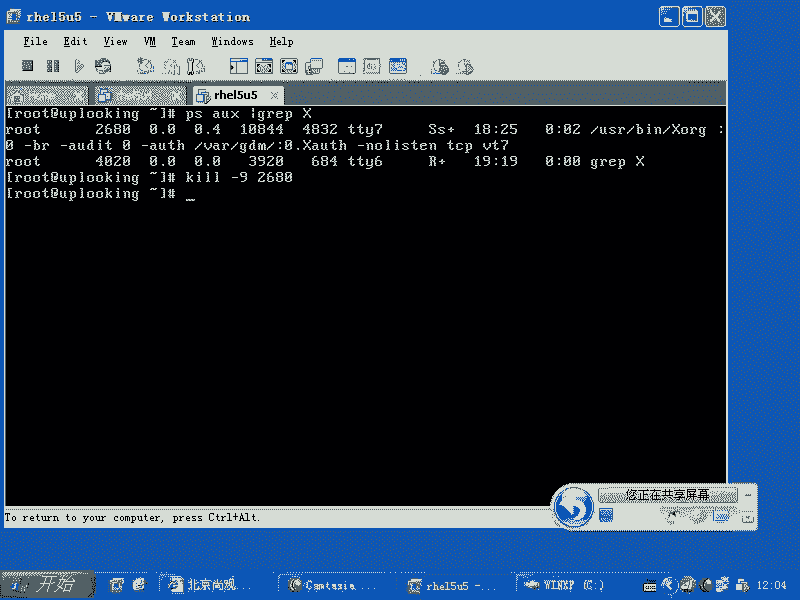 rhel5u5 - VMware Workstation
File Edit View VM Team Windows Help
Home rhel5u5
[root@uplooking ~]# ps aux |grep X
root 2680 0.0 0.4 10844 4832 tty7 Ss+ 18:25 0:02 /usr/bin/Xorg :
0 -br -audit 0 -auth /var/gdm/:0.Xauth -nolisten tcp vt7
root 4020 0.0 0.0 3920 684 tty6 R+ 19:19 0:00 grep X
[root@uplooking ~]# kill -9 2680
[root@uplooking ~]# _
您正在共享屏幕
To return to your computer, press Ctrl+Alt.
开始 北京尚观... Camtasia ... rhel5u5 -... WINXP (C:) 12:04